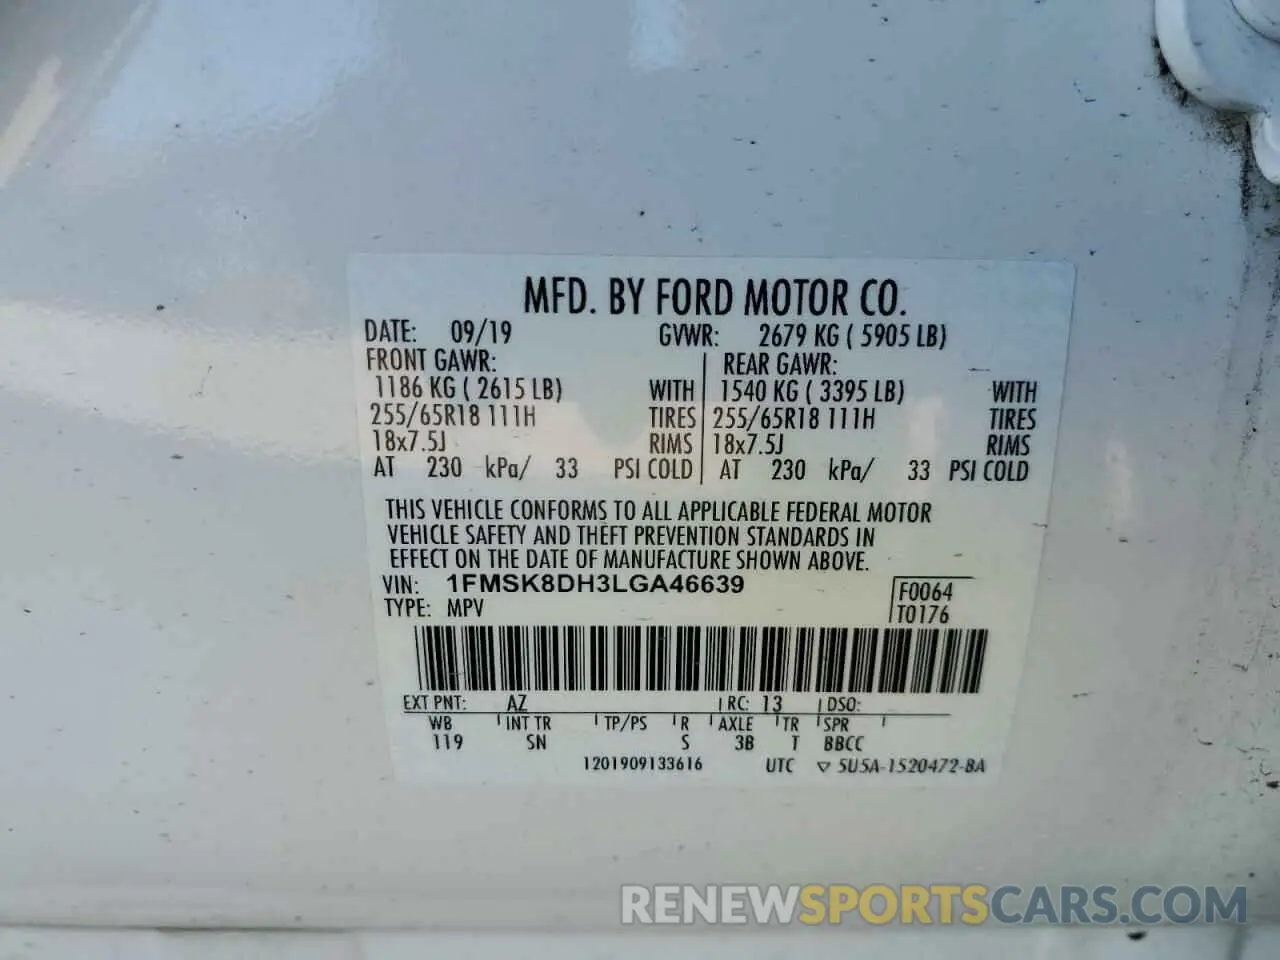 MFD. BY FORD MOTOR CO.
DATE: 09/19 GVWR: 2679 KG ( 5905 LB)
FRONT GAWR: REAR GAWR:
1186 KG ( 2615 LB) WITH 1540 KG ( 3395 LB) WITH
255/65R18 111H TIRES 255/65R18 111H TIRES
18x7.5J RIMS 18x7.5J RIMS
AT 230 kPa/ 33 PSI COLD AT 230 kPa/ 33 PSI COLD
THIS VEHICLE CONFORMS TO ALL APPLICABLE FEDERAL MOTOR
VEHICLE SAFETY AND THEFT PREVENTION STANDARDS IN
EFFECT ON THE DATE OF MANUFACTURE SHOWN ABOVE.
VIN: 1FMSK8DH3LGA46639 F0064
TYPE: MPV T0176
EXT PNT: AZ RC: 13 DSO:
WB INT TR TP/PS R AXLE TR SPR
119 SN S 3B T BBCC
1201909133616 UTC ▽ 5U5A-1520472-BA
RENEWSPORTSCARS.COM